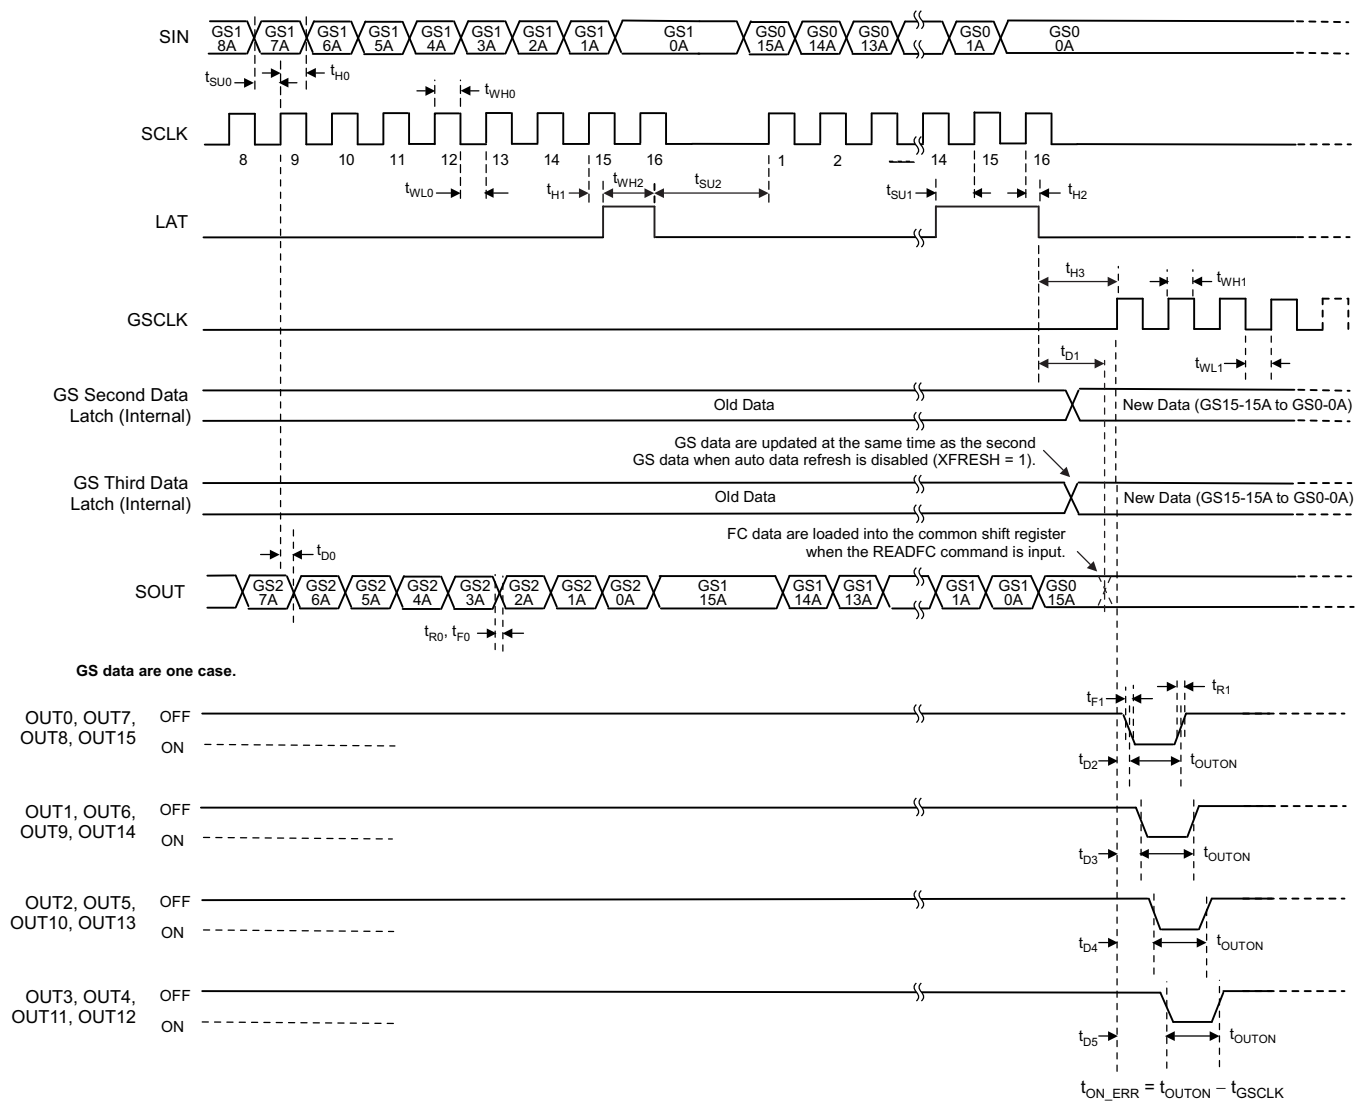 SIN
GS1 8A GS1 7A GS1 6A GS1 5A GS1 4A GS1 3A GS1 2A GS1 1A GS1 0A GS0 15A GS0 14A GS0 13A GS0 1A GS0 0A
tSU0 tH0 tWH0
SCLK
8 9 10 11 12 13 14 15 16 1 2 14 15 16
tWL0 tH1 tWH2 tSU2 tSU1 tH2
LAT
tH3 tWH1
GSCLK
tD1 tWL1
GS Second Data
Latch (Internal)
Old Data New Data (GS15-15A to GS0-0A)
GS data are updated at the same time as the second
GS data when auto data refresh is disabled (XFRESH = 1).
GS Third Data
Latch (Internal)
Old Data New Data (GS15-15A to GS0-0A)
FC data are loaded into the common shift register
when the READFC command is input.
tD0
SOUT
GS2 7A GS2 6A GS2 5A GS2 4A GS2 3A GS2 2A GS2 1A GS2 0A GS1 15A GS1 14A GS1 13A GS1 1A GS1 0A GS0 15A
tR0, tF0
GS data are one case.
tF1 tR1
OUT0, OUT7,
OUT8, OUT15
OFF
ON
tD2 tOUTON
OUT1, OUT6,
OUT9, OUT14
OFF
ON
tD3 tOUTON
OUT2, OUT5,
OUT10, OUT13
OFF
ON
tD4 tOUTON
OUT3, OUT4,
OUT11, OUT12
OFF
ON
tD5 tOUTON
tON_ERR = tOUTON − tGSCLK